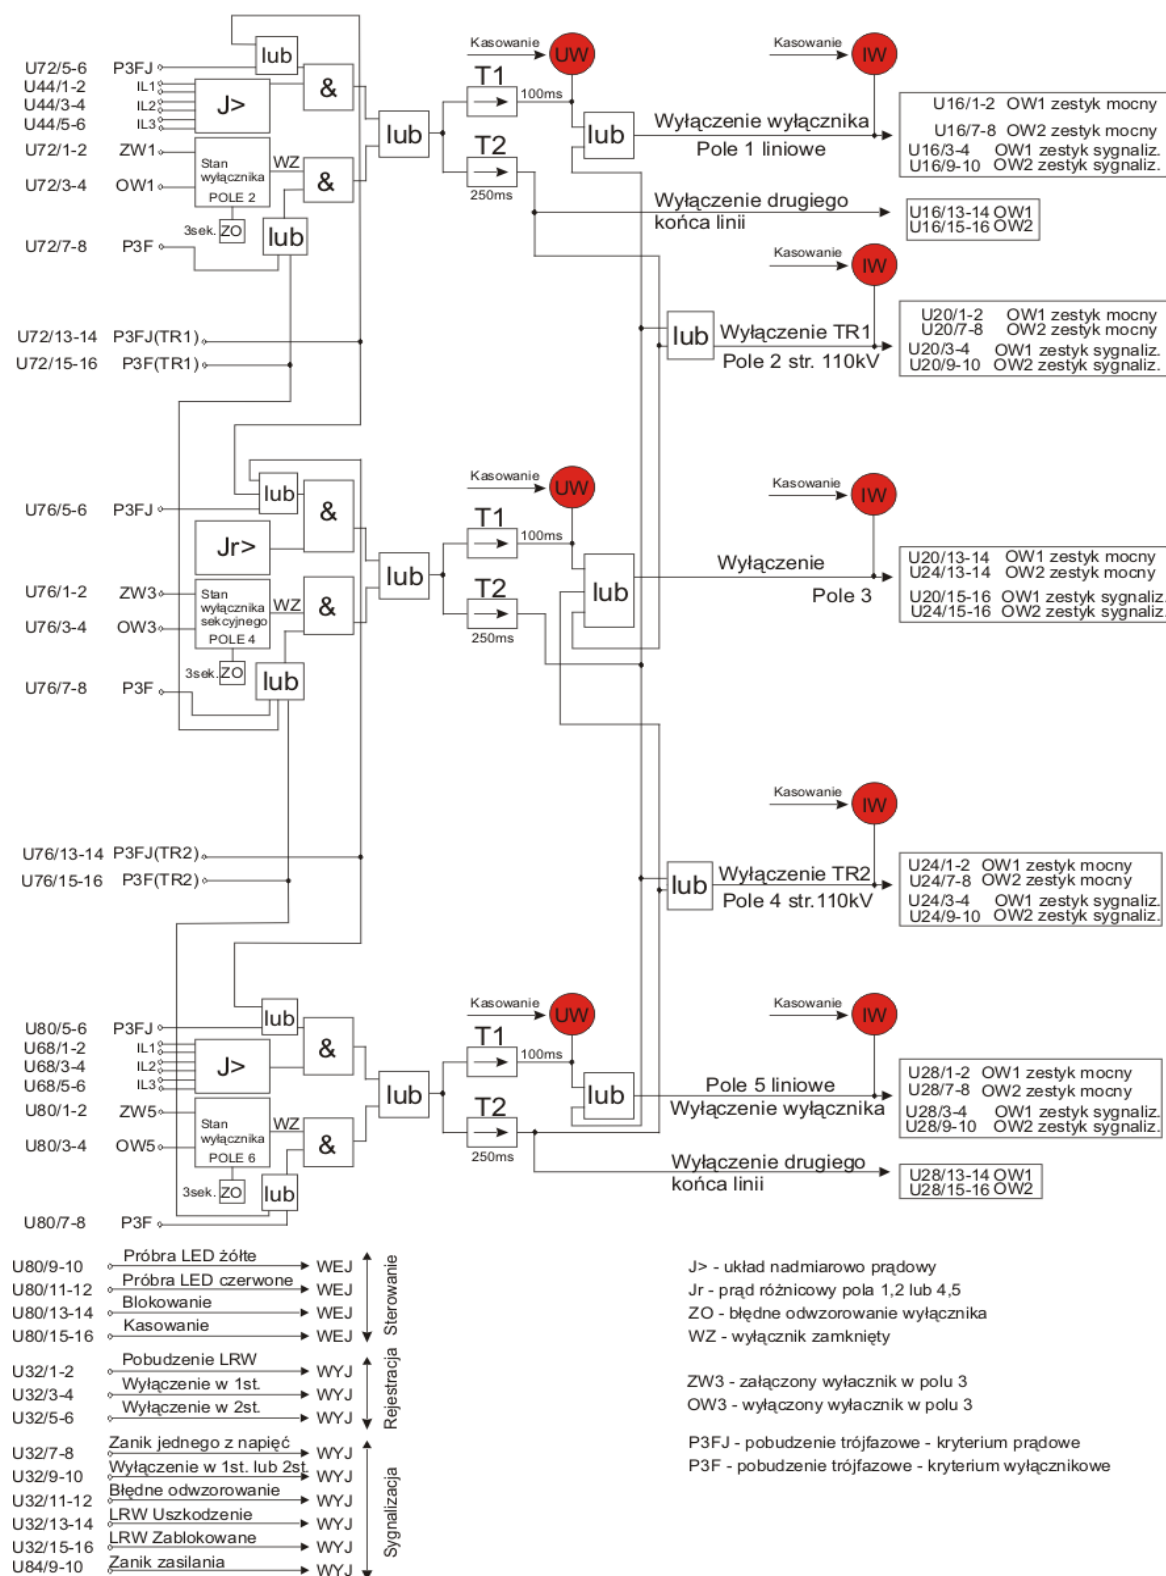 Kasowanie UW
Kasowanie IW
U72/5-6 P3FJ
lub
U44/1-2 IL1
U44/3-4 IL2
U44/5-6 IL3
J>
&
T1
100ms
lub
lub
Wyłączenie wyłącznika
Pole 1 liniowe
U16/1-2 OW1 zestyk mocny
U16/7-8 OW2 zestyk mocny
U16/3-4 OW1 zestyk sygnaliz.
U16/9-10 OW2 zestyk sygnaliz.
U72/1-2 ZW1
U72/3-4 OW1
Stan
wyłącznika
POLE 2
WZ
&
T2
250ms
3sek. ZO
lub
U72/7-8 P3F
Wyłączenie drugiego
końca linii
U16/13-14 OW1
U16/15-16 OW2
Kasowanie IW
U72/13-14 P3FJ(TR1)
U72/15-16 P3F(TR1)
lub
Wyłączenie TR1
Pole 2 str. 110kV
U20/1-2 OW1 zestyk mocny
U20/7-8 OW2 zestyk mocny
U20/3-4 OW1 zestyk sygnaliz.
U20/9-10 OW2 zestyk sygnaliz.
Kasowanie UW
Kasowanie IW
U76/5-6 P3FJ
lub
&
Jr>
T1
100ms
lub
lub
Wyłączenie
Pole 3
U20/13-14 OW1 zestyk mocny
U24/13-14 OW2 zestyk mocny
U20/15-16 OW1 zestyk sygnaliz.
U24/15-16 OW2 zestyk sygnaliz.
U76/1-2 ZW3
U76/3-4 OW3
Stan
wyłącznika
sekcyjnego
POLE 4
WZ
&
T2
250ms
3sek. ZO
lub
U76/7-8 P3F
Kasowanie IW
U76/13-14 P3FJ(TR2)
U76/15-16 P3F(TR2)
lub
Wyłączenie TR2
Pole 4 str.110kV
U24/1-2 OW1 zestyk mocny
U24/7-8 OW2 zestyk mocny
U24/3-4 OW1 zestyk sygnaliz.
U24/9-10 OW2 zestyk sygnaliz.
Kasowanie UW
Kasowanie IW
U80/5-6 P3FJ
lub
U68/1-2 IL1
U68/3-4 IL2
U68/5-6 IL3
J>
&
T1
100ms
lub
lub
Pole 5 liniowe
Wyłączenie wyłącznika
U28/1-2 OW1 zestyk mocny
U28/7-8 OW2 zestyk mocny
U28/3-4 OW1 zestyk sygnaliz.
U28/9-10 OW2 zestyk sygnaliz.
U80/1-2 ZW5
U80/3-4 OW5
Stan
wyłącznika
POLE 6
WZ
&
T2
250ms
3sek. ZO
lub
U80/7-8 P3F
Wyłączenie drugiego
końca linii
U28/13-14 OW1
U28/15-16 OW2
U80/9-10 Próbra LED żółte WEJ
U80/11-12 Próbra LED czerwone WEJ
U80/13-14 Blokowanie WEJ
U80/15-16 Kasowanie WEJ
Sterowanie
U32/1-2 Pobudzenie LRW WYJ
U32/3-4 Wyłączenie w 1st. WYJ
U32/5-6 Wyłączenie w 2st. WYJ
Rejestracja
U32/7-8 Zanik jednego z napięć WYJ
U32/9-10 Wyłączenie w 1st. lub 2st. WYJ
U32/11-12 Błędne odwzorowanie WYJ
U32/13-14 LRW Uszkodzenie WYJ
U32/15-16 LRW Zablokowane WYJ
U84/9-10 Zanik zasilania WYJ
Sygnalizacja
J> - układ nadmiarowo prądowy
Jr - prąd różnicowy pola 1,2 lub 4,5
ZO - błędne odwzorowanie wyłącznika
WZ - wyłącznik zamknięty
ZW3 - załączony wyłacznik w polu 3
OW3 - wyłączony wyłacznik w polu 3
P3FJ - pobudzenie trójfazowe - kryterium prądowe
P3F - pobudzenie trójfazowe - kryterium wyłącznikowe